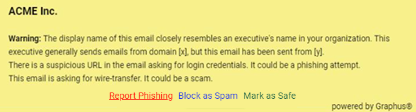 ACME Inc.
Warning: The display name of this email closely resembles an executive's name in your organization. This
executive generally sends emails from domain [x], but this email has been sent from [y].
There is a suspicious URL in the email asking for login credentials. It could be a phishing attempt.
This email is asking for wire-transfer. It could be a scam.
Report Phishing Block as Spam Mark as Safe
powered by Graphus®